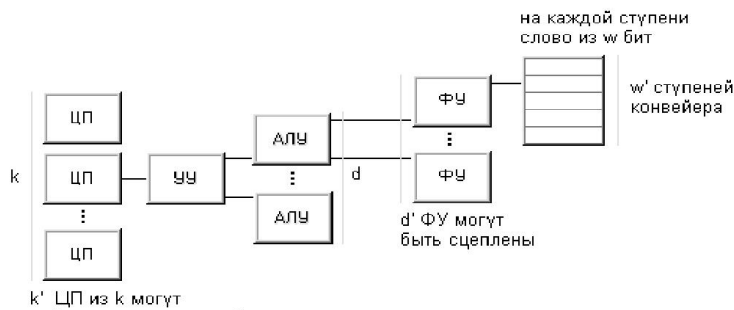 на каждой ступени
слово из w бит
ЦП
k
ЦП
⋮
ЦП
УУ
АЛУ
⋮
АЛУ
d
ФУ
⋮
ФУ
w' ступеней
конвейера
d' ФУ могут
быть сцеплены
k' ЦП из k могут